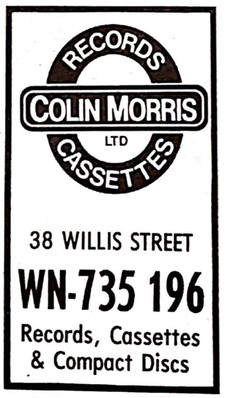 RECORDS
COLIN MORRIS
LTD
CASSETTES
38 WILLIS STREET
WN-735 196
Records, Cassettes
& Compact Discs